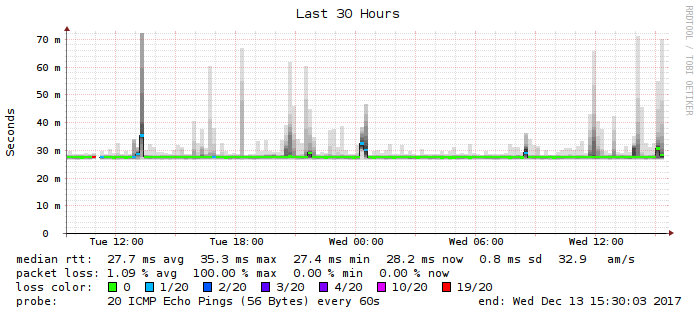 Last 30 Hours
RRDTOOL / TOBI OETIKER
Seconds
70 m
60 m
50 m
40 m
30 m
20 m
10 m
0
Tue 12:00 Tue 18:00 Wed 00:00 Wed 06:00 Wed 12:00
median rtt: 27.7 ms avg 35.3 ms max 27.4 ms min 28.2 ms now 0.8 ms sd 32.9 am/s
packet loss: 1.09 % avg 100.00 % max 0.00 % min 0.00 % now
loss color: 0 1/20 2/20 3/20 4/20 10/20 19/20
probe: 20 ICMP Echo Pings (56 Bytes) every 60s end: Wed Dec 13 15:30:03 2017